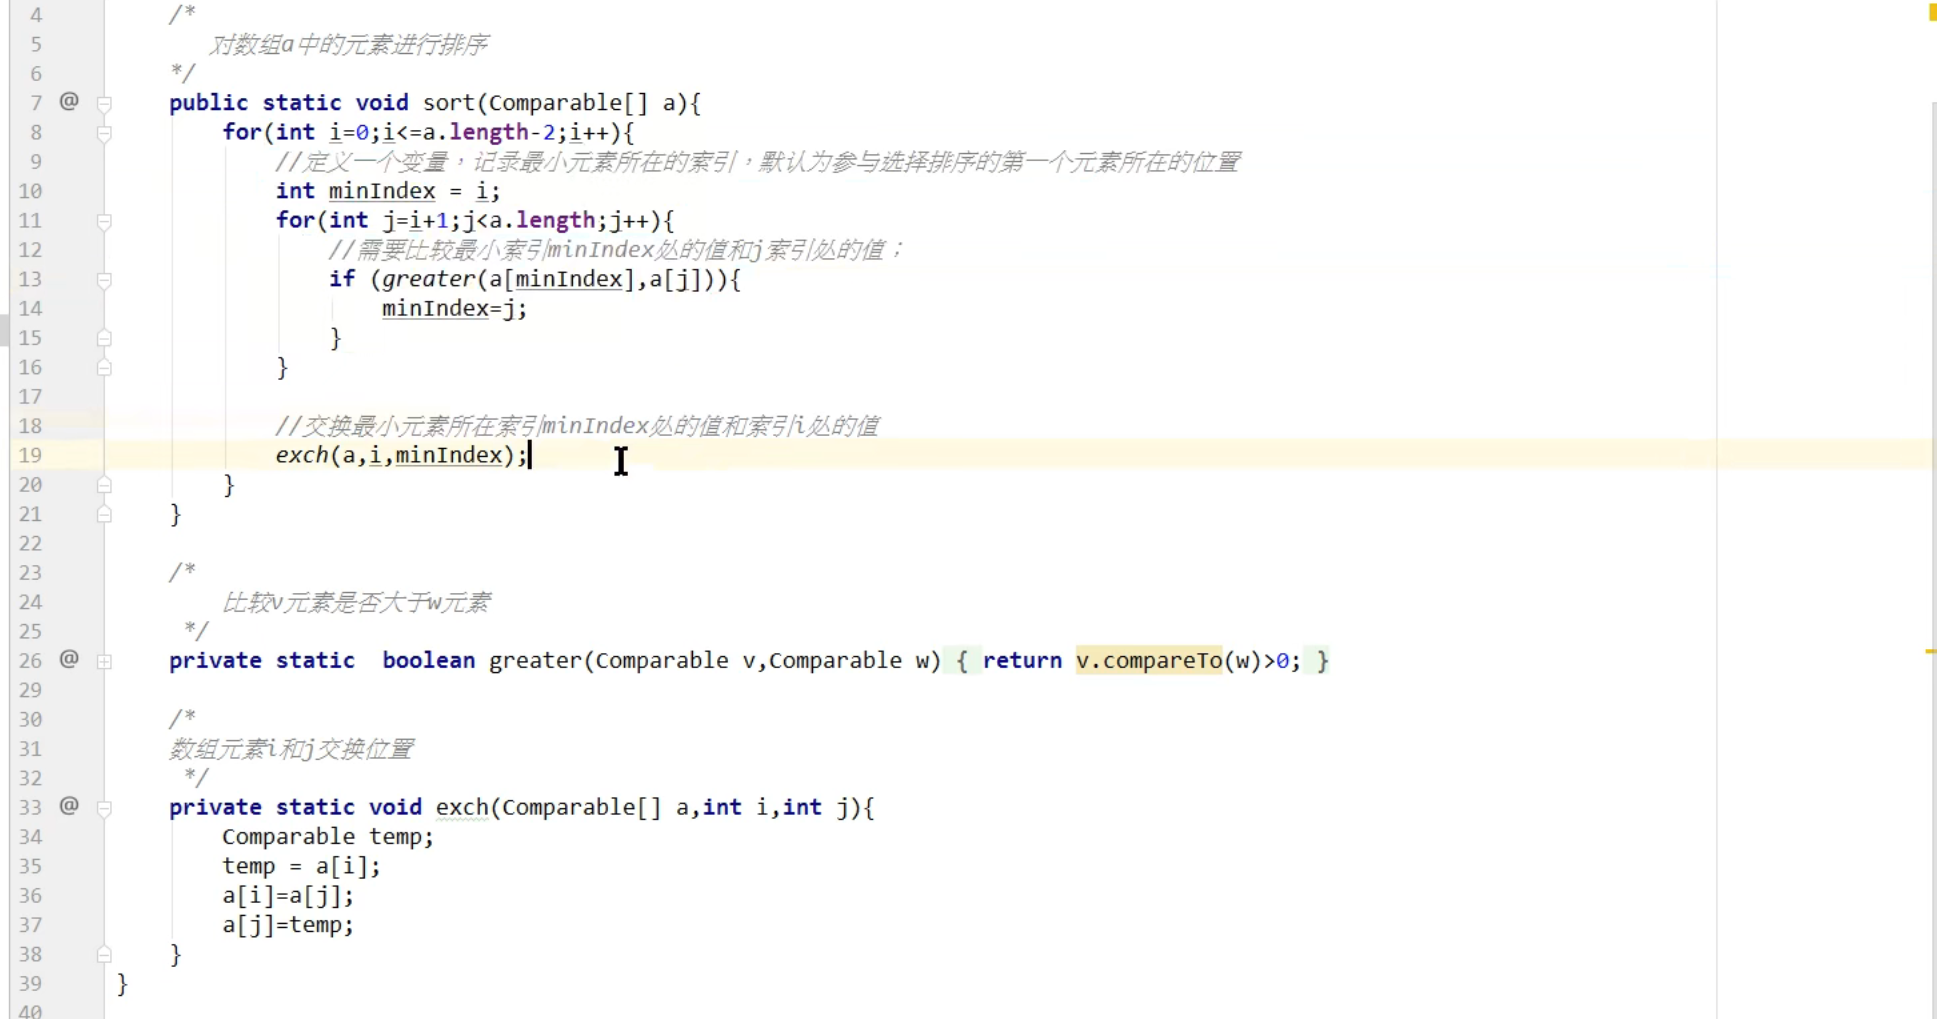 4 /*
5 对数组a中的元素进行排序
6 */
7 @ public static void sort(Comparable[] a){
8 for(int i=0;i<=a.length-2;i++){
9 //定义一个变量，记录最小元素所在的索引，默认为参与选择排序的第一个元素所在的位置
10 int minIndex = i;
11 for(int j=i+1;j<a.length;j++){
12 //需要比较最小索引minIndex处的值和j索引处的值；
13 if (greater(a[minIndex],a[j])){
14 minIndex=j;
15 }
16 }
17
18 //交换最小元素所在索引minIndex处的值和索引i处的值
19 exch(a,i,minIndex);
20 }
21 }
22
23 /*
24 比较v元素是否大于w元素
25 */
26 @ private static  boolean greater(Comparable v,Comparable w) { return v.compareTo(w)>0; }
29
30 /*
31 数组元素i和j交换位置
32 */
33 @ private static void exch(Comparable[] a,int i,int j){
34 Comparable temp;
35 temp = a[i];
36 a[i]=a[j];
37 a[j]=temp;
38 }
39 }
40